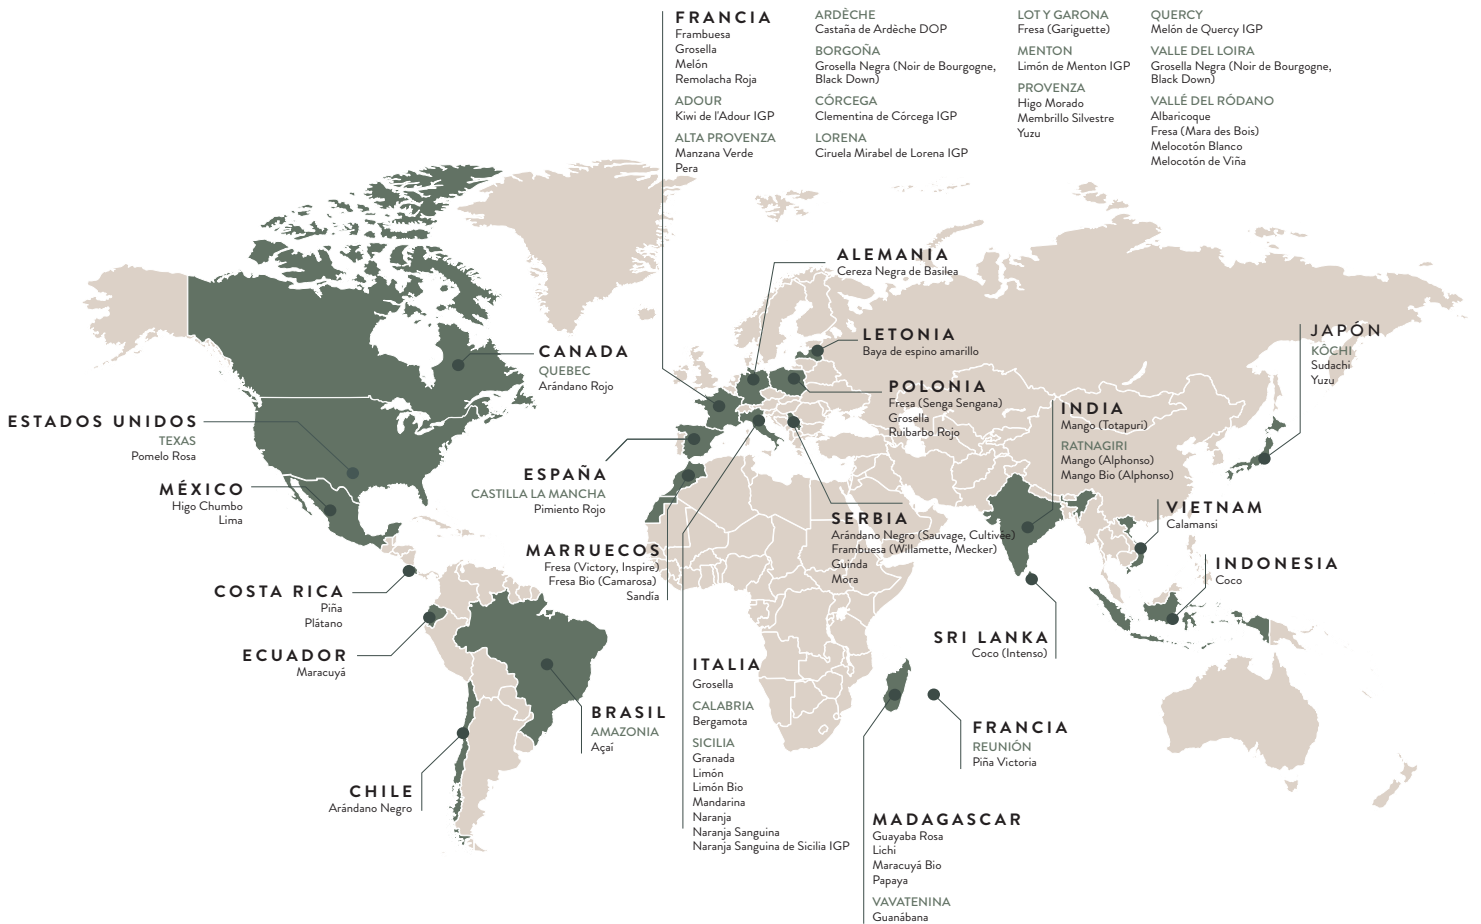 FRANCIA
Frambuesa
Grosella
Melón
Remolacha Roja
ADOUR
Kiwi de l'Adour IGP
ALTA PROVENZA
Manzana Verde
Pera
ARDÈCHE
Castaña de Ardèche DOP
BORGOÑA
Grosella Negra (Noir de Bourgogne,
Black Down)
CÓRCEGA
Clementina de Córcega IGP
LORENA
Ciruela Mirabel de Lorena IGP
LOT Y GARONA
Fresa (Gariguette)
MENTON
Limón de Menton IGP
PROVENZA
Higo Morado
Membrillo Silvestre
Yuzu
QUERCY
Melón de Quercy IGP
VALLE DEL LOIRA
Grosella Negra (Noir de Bourgogne,
Black Down)
VALLÉ DEL RÓDANO
Albaricoque
Fresa (Mara des Bois)
Melocotón Blanco
Melocotón de Viña
ALEMANIA
Cereza Negra de Basilea
LETONIA
Baya de espino amarillo
JAPÓN
KÔCHI
Sudachi
Yuzu
CANADA
QUEBEC
Arándano Rojo
POLONIA
Fresa (Senga Sengana)
Grosella
Ruibarbo Rojo
INDIA
Mango (Totapuri)
RATNAGIRI
Mango (Alphonso)
Mango Bio (Alphonso)
ESTADOS UNIDOS
TEXAS
Pomelo Rosa
MÉXICO
Higo Chumbo
Lima
ESPAÑA
CASTILLA LA MANCHA
Pimiento Rojo
SERBIA
Arándano Negro (Sauvage, Cultivée)
Frambuesa (Willamette, Mecker)
Guinda
Mora
VIETNAM
Calamansi
MARRUECOS
Fresa (Victory, Inspire)
Fresa Bio (Camarosa)
Sandía
INDONESIA
Coco
COSTA RICA
Piña
Plátano
ECUADOR
Maracuyá
SRI LANKA
Coco (Intenso)
ITALIA
Grosella
CALABRIA
Bergamota
SICILIA
Granada
Limón
Limón Bio
Mandarina
Naranja
Naranja Sanguina
Naranja Sanguina de Sicilia IGP
BRASIL
AMAZONIA
Açaí
FRANCIA
REUNIÓN
Piña Victoria
CHILE
Arándano Negro
MADAGASCAR
Guayaba Rosa
Lichi
Maracuyá Bio
Papaya
VAVATENINA
Guanábana